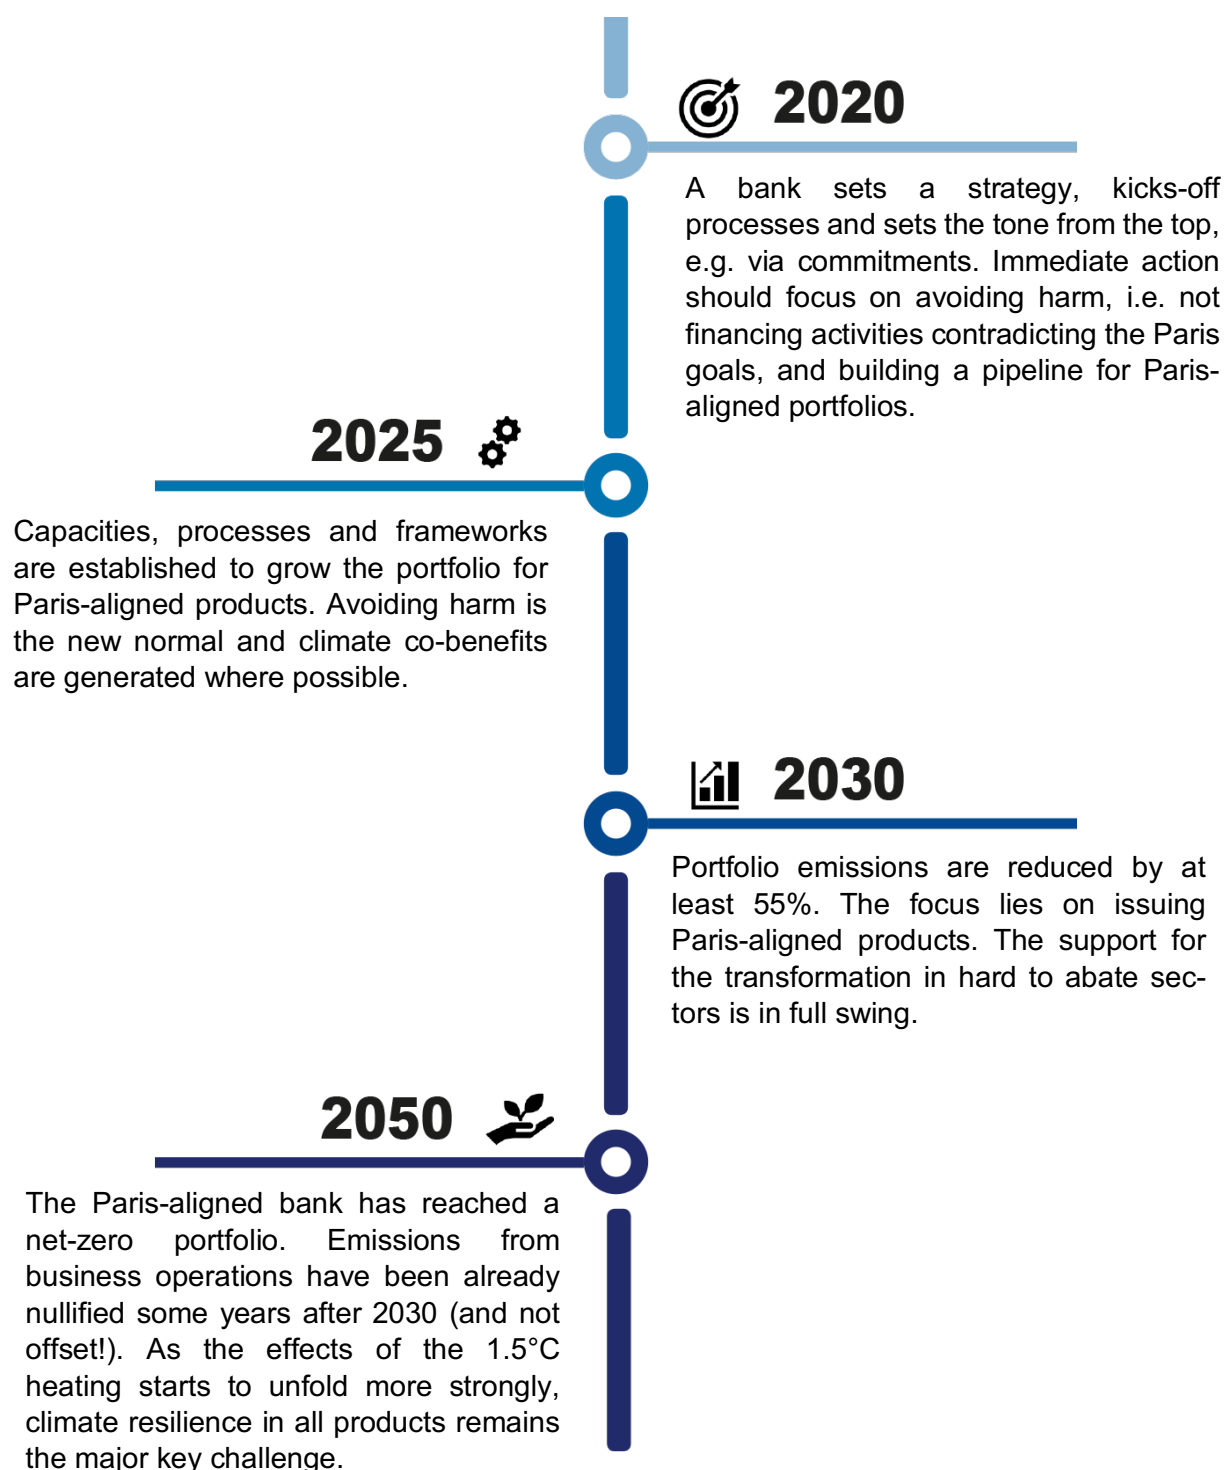 2020
A bank sets a strategy, kicks-off
processes and sets the tone from the top,
e.g. via commitments. Immediate action
should focus on avoiding harm, i.e. not
financing activities contradicting the Paris
goals, and building a pipeline for Paris-
aligned portfolios.
2025
Capacities, processes and frameworks
are established to grow the portfolio for
Paris-aligned products. Avoiding harm is
the new normal and climate co-benefits
are generated where possible.
2030
Portfolio emissions are reduced by at
least 55%. The focus lies on issuing
Paris-aligned products. The support for
the transformation in hard to abate sec-
tors is in full swing.
2050
The Paris-aligned bank has reached a
net-zero portfolio. Emissions from
business operations have been already
nullified some years after 2030 (and not
offset!). As the effects of the 1.5°C
heating starts to unfold more strongly,
climate resilience in all products remains
the major key challenge.